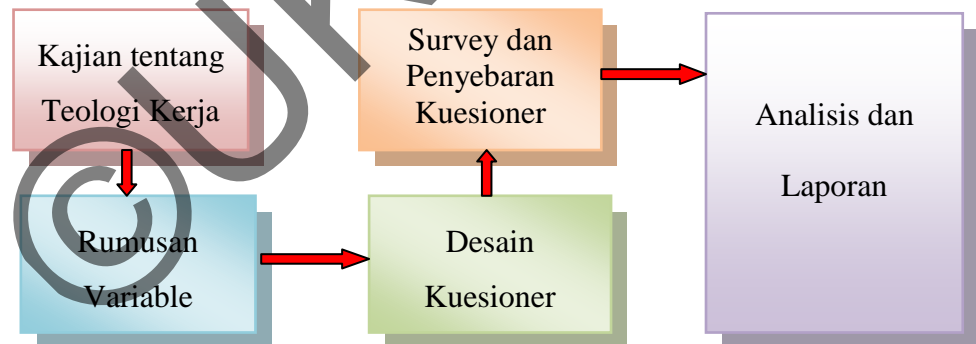 Kajian tentang
Teologi Kerja
Rumusan
Variable
Desain
Kuesioner
Survey dan
Penyebaran
Kuesioner
Analisis dan
Laporan